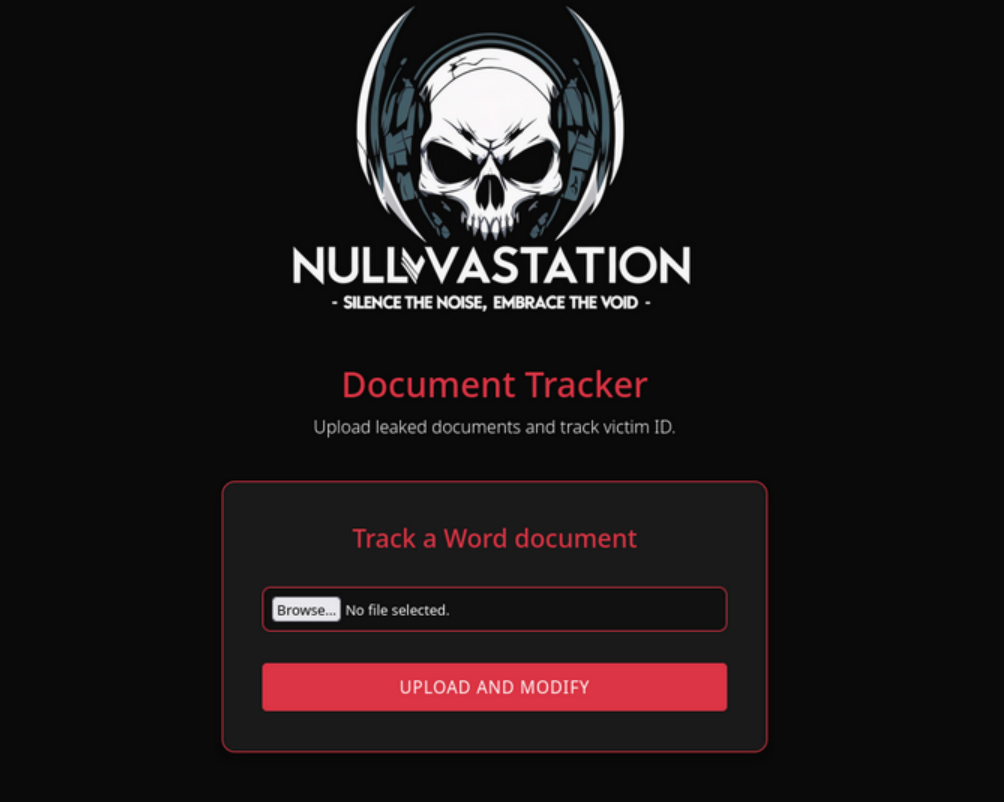 NULLVASTATION
- SILENCE THE NOISE, EMBRACE THE VOID -
Document Tracker
Upload leaked documents and track victim ID.
Track a Word document
Browse... No file selected.
UPLOAD AND MODIFY